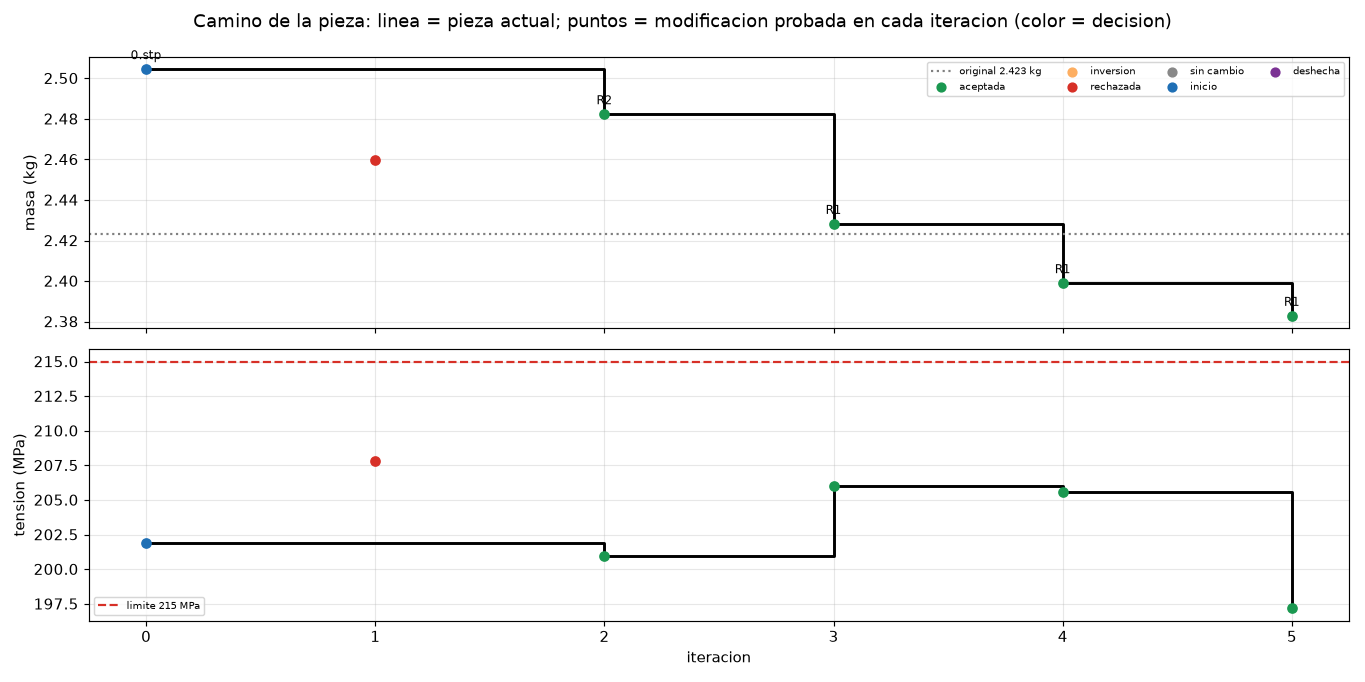 Camino de la pieza: linea = pieza actual; puntos = modificacion probada en cada iteracion (color = decision)
0.stp
original 2.423 kg
inversion
sin cambio
deshecha
aceptada
rechazada
inicio
2.50
2.48
2.46
2.44
2.42
2.40
2.38
masa (kg)
R2
R1
R1
R1
215.0
212.5
210.0
207.5
205.0
202.5
200.0
197.5
tension (MPa)
limite 215 MPa
0
1
2
3
4
5
iteracion